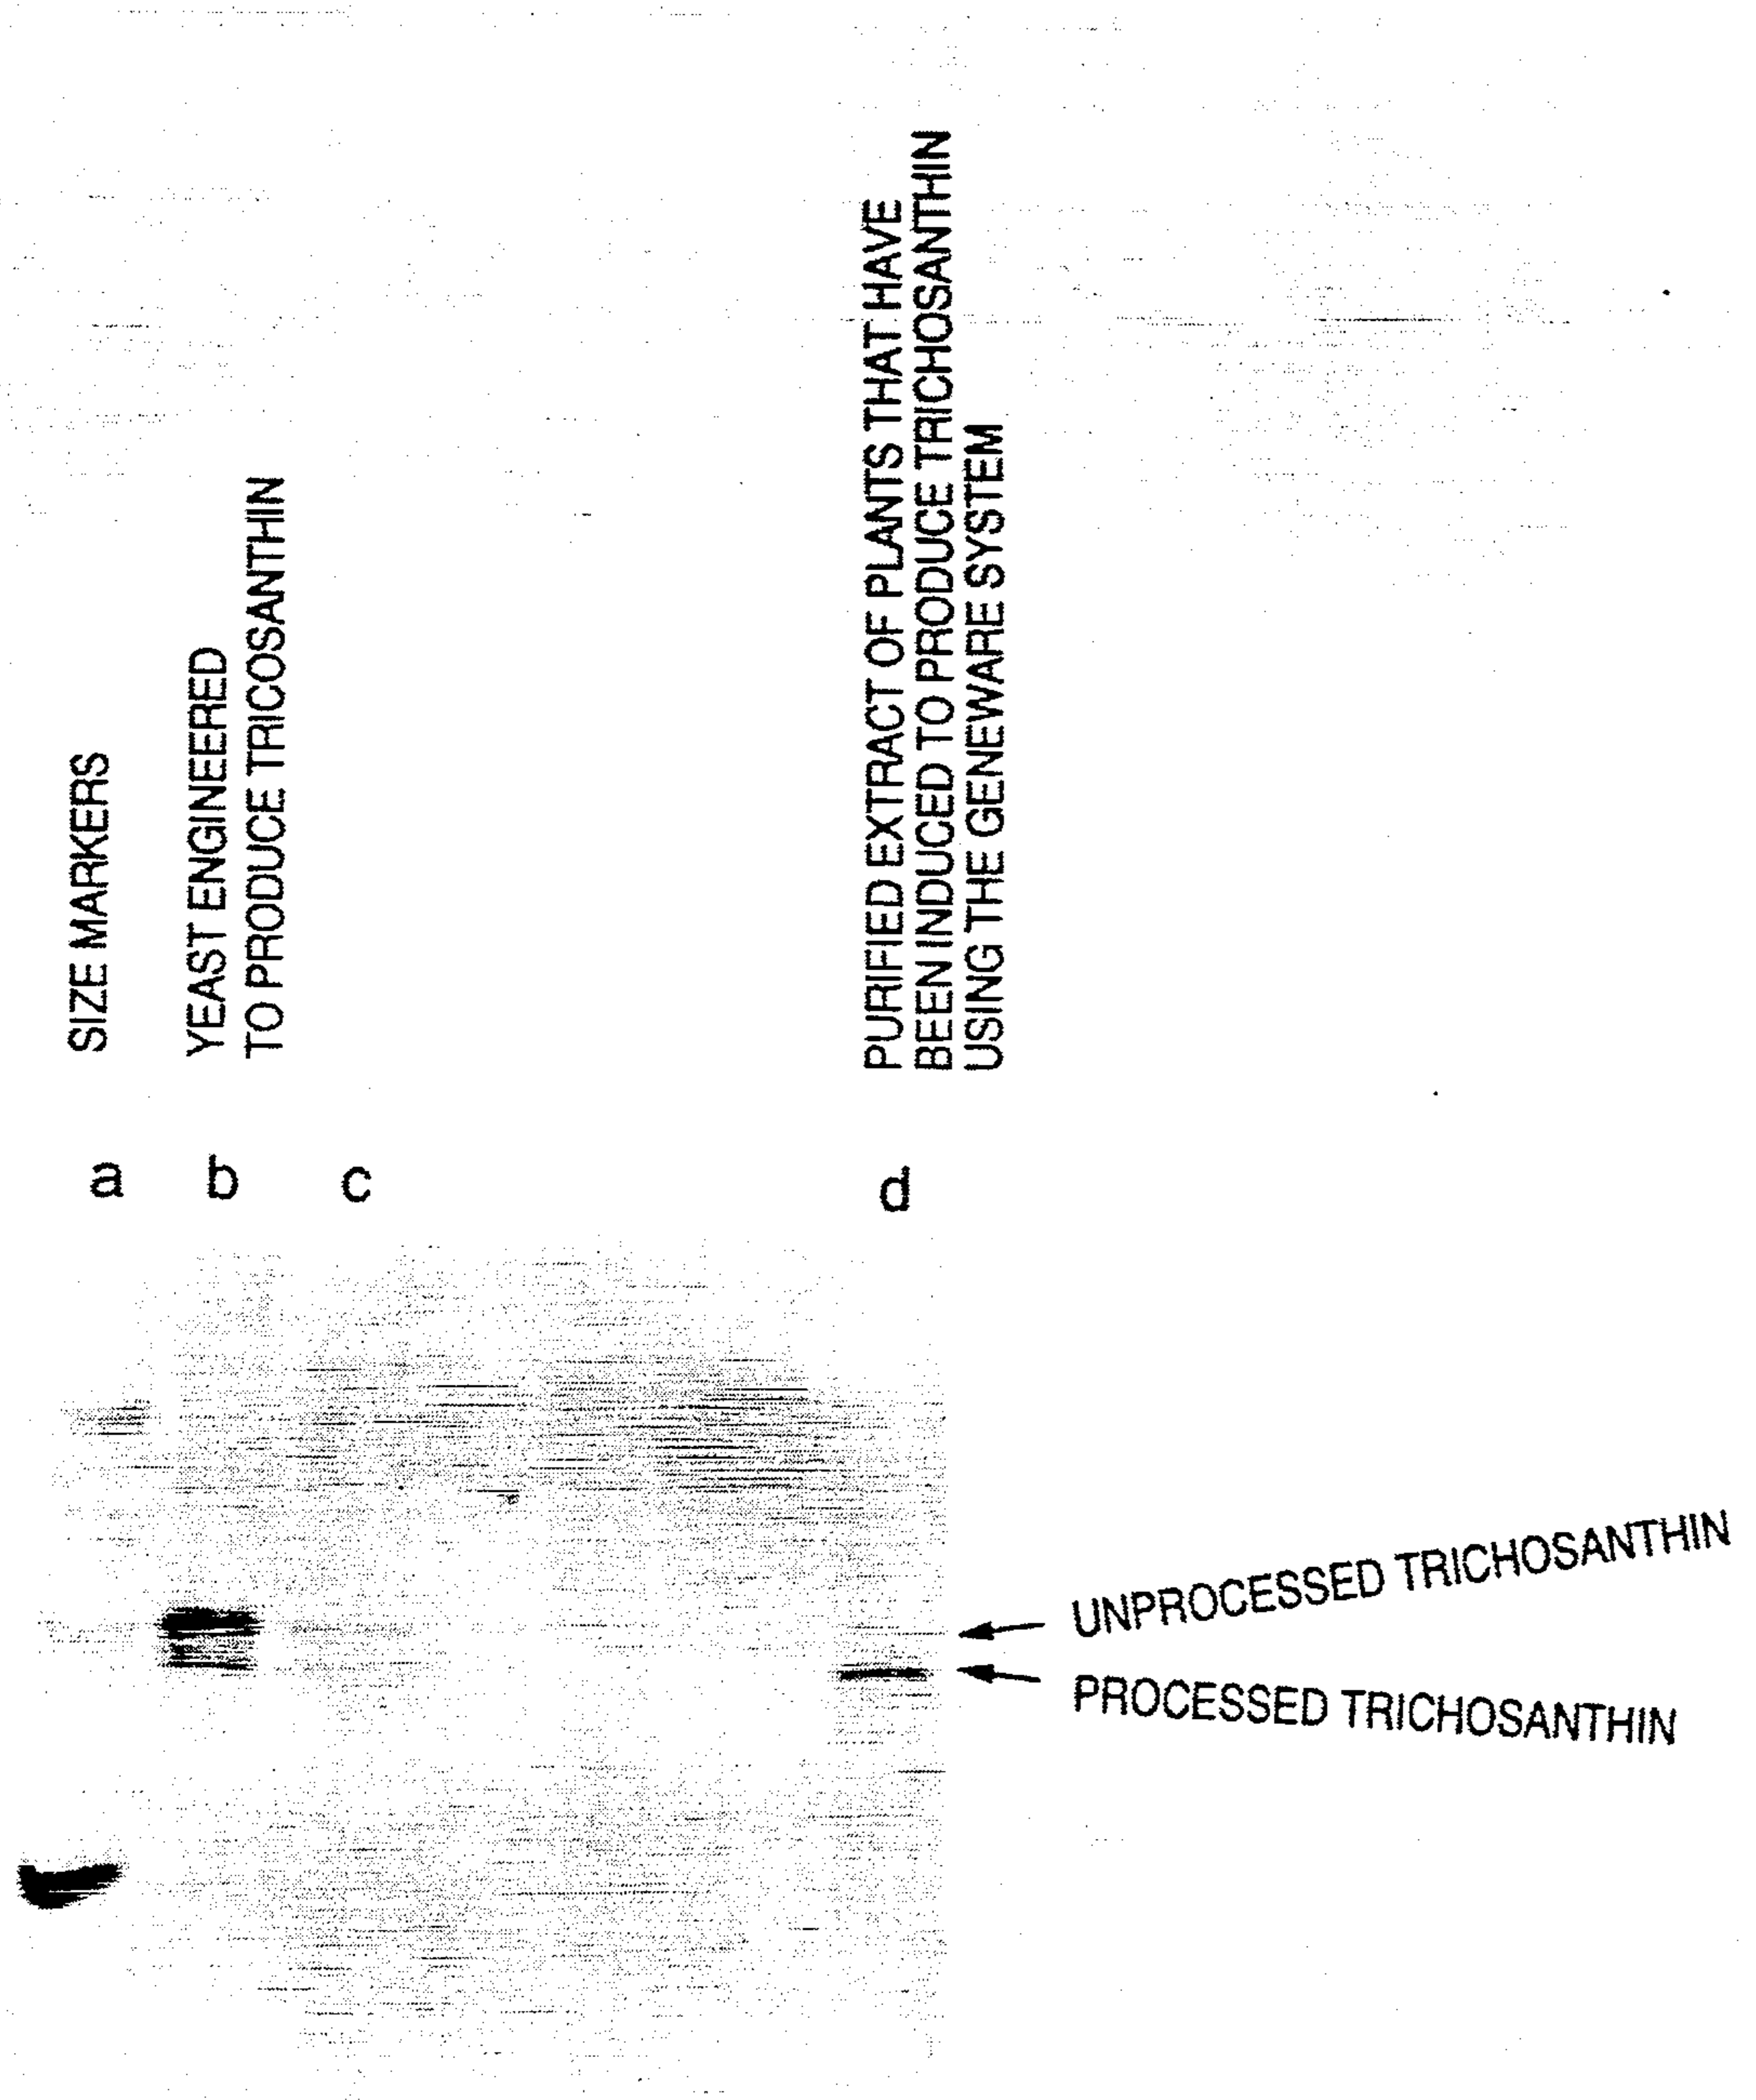 SIZE MARKERS
YEAST ENGINEERED
TO PRODUCE TRICOSANTHIN
PURIFIED EXTRACT OF PLANTS THAT HAVE
BEEN INDUCED TO PRODUCE TRICHOSANTHIN
USING THE GENEWARE SYSTEM
a b c d
UNPROCESSED TRICHOSANTHIN
PROCESSED TRICHOSANTHIN